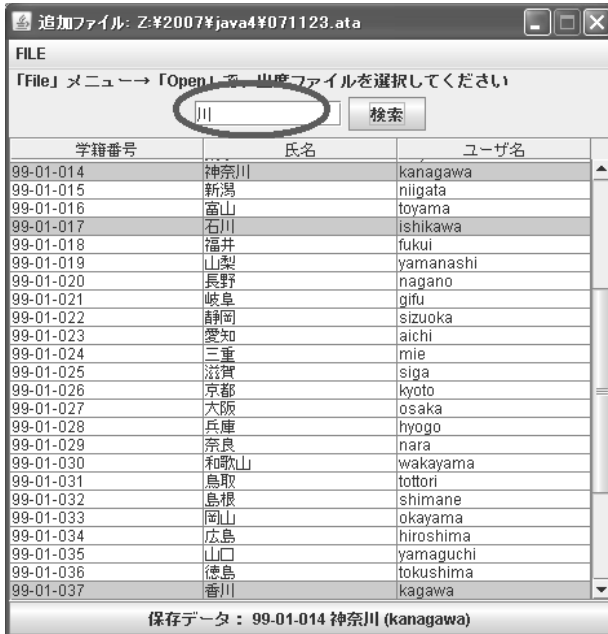 追加ファイル: Z:¥2007¥java4¥071123.ata
FILE
「File」メニュー→「Open」で、出席ファイルを選択してください
川 検索
学籍番号 氏名 ユーザ名
99-01-014 神奈川 kanagawa
99-01-015 新潟 niigata
99-01-016 富山 toyama
99-01-017 石川 ishikawa
99-01-018 福井 fukui
99-01-019 山梨 yamanashi
99-01-020 長野 nagano
99-01-021 岐阜 gifu
99-01-022 静岡 sizuoka
99-01-023 愛知 aichi
99-01-024 三重 mie
99-01-025 滋賀 siga
99-01-026 京都 kyoto
99-01-027 大阪 osaka
99-01-028 兵庫 hyogo
99-01-029 奈良 nara
99-01-030 和歌山 wakayama
99-01-031 鳥取 tottori
99-01-032 島根 shimane
99-01-033 岡山 okayama
99-01-034 広島 hiroshima
99-01-035 山口 yamaguchi
99-01-036 徳島 tokushima
99-01-037 香川 kagawa
保存データ: 99-01-014 神奈川 (kanagawa)